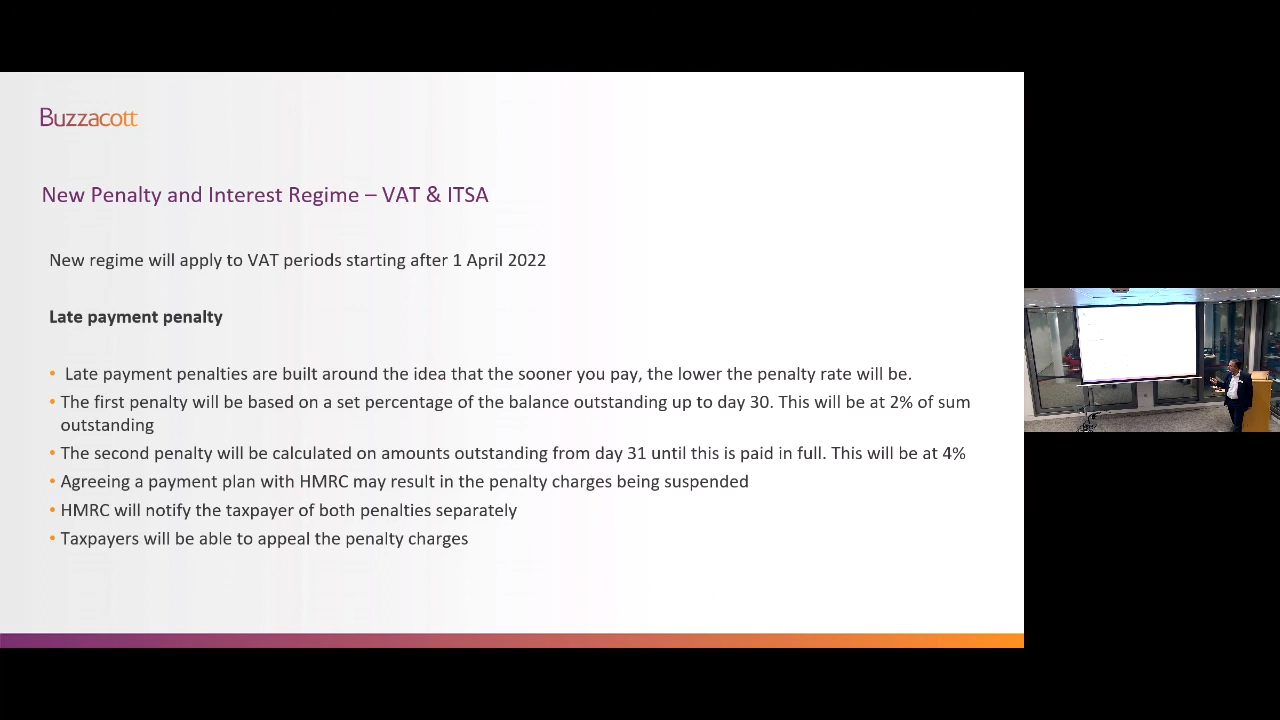 Buzzacott
New Penalty and Interest Regime – VAT & ITSA
New regime will apply to VAT periods starting after 1 April 2022
Late payment penalty
• Late payment penalties are built around the idea that the sooner you pay, the lower the penalty rate will be.
• The first penalty will be based on a set percentage of the balance outstanding up to day 30. This will be at 2% of sum
outstanding
• The second penalty will be calculated on amounts outstanding from day 31 until this is paid in full. This will be at 4%
• Agreeing a payment plan with HMRC may result in the penalty charges being suspended
• HMRC will notify the taxpayer of both penalties separately
• Taxpayers will be able to appeal the penalty charges